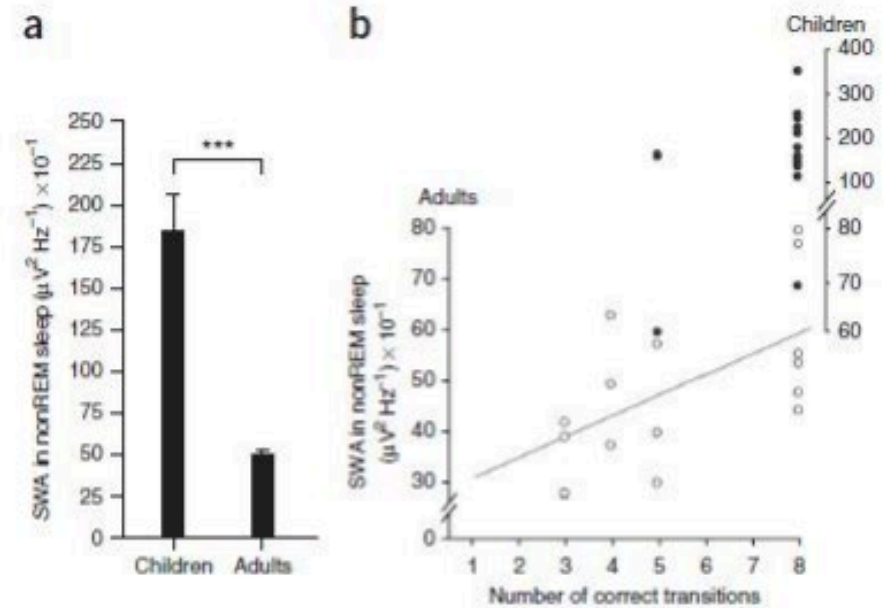 a
b
SWA in nonREM sleep (µV² Hz⁻¹) × 10⁻¹
250
225
200
175
150
125
100
75
50
25
0
***
Children
Adults
Adults
SWA in nonREM sleep
(µV² Hz⁻¹) × 10⁻¹
80
70
60
50
40
30
0
1 2 3 4 5 6 7 8
Number of correct transitions
Children
400
300
200
100
80
70
60